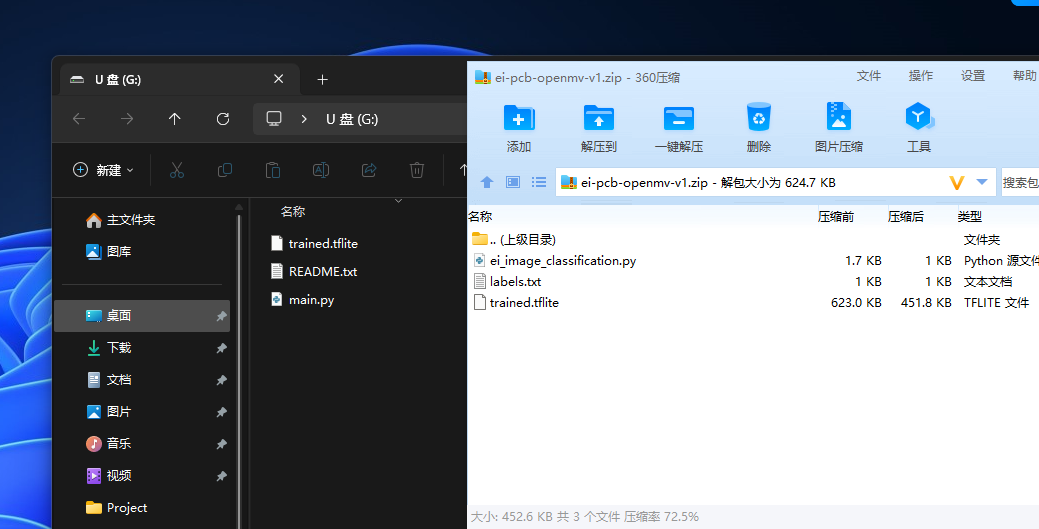 U 盘 (G:)
U 盘 (G:)
新建
主文件夹
图库
桌面
下载
文档
图片
音乐
视频
Project
名称
trained.tflite
README.txt
main.py
ei-pcb-openmv-v1.zip - 360压缩
文件 操作 设置 帮助
添加 解压到 一键解压 删除 图片压缩 工具
ei-pcb-openmv-v1.zip - 解包大小为 624.7 KB
搜索包
名称 压缩前 压缩后 类型
.. (上级目录) 文件夹
ei_image_classification.py 1.7 KB 1 KB Python 源文件
labels.txt 1 KB 1 KB 文本文档
trained.tflite 623.0 KB 451.8 KB TFLITE 文件
大小: 452.6 KB 共 3 个文件 压缩率 72.5%